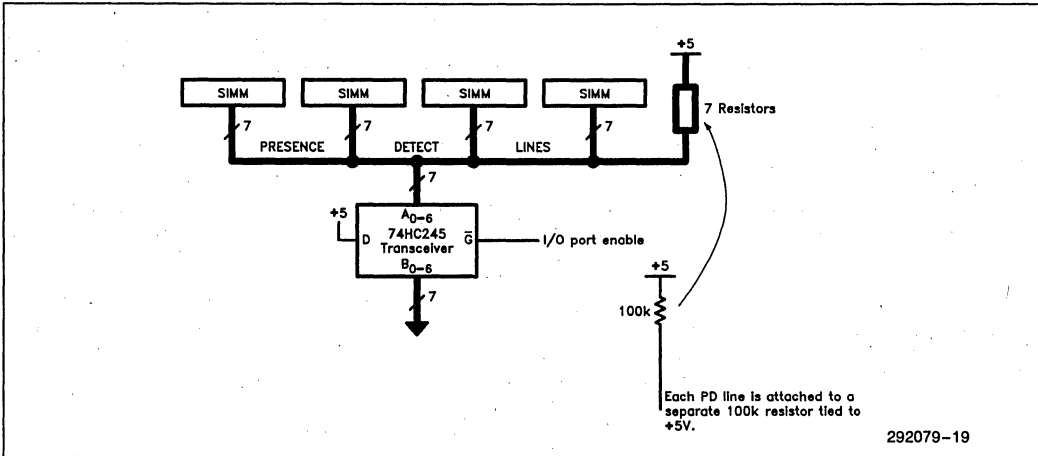 +5
SIMM SIMM SIMM SIMM
7 Resistors
7 7 7 7
PRESENCE DETECT LINES
7
+5
A0–6
D 74HC245 G̅ I/O port enable
Transceiver
B0–6
7
+5
100k
Each PD line is attached to a
separate 100k resistor tied to
+5V.
292079–19